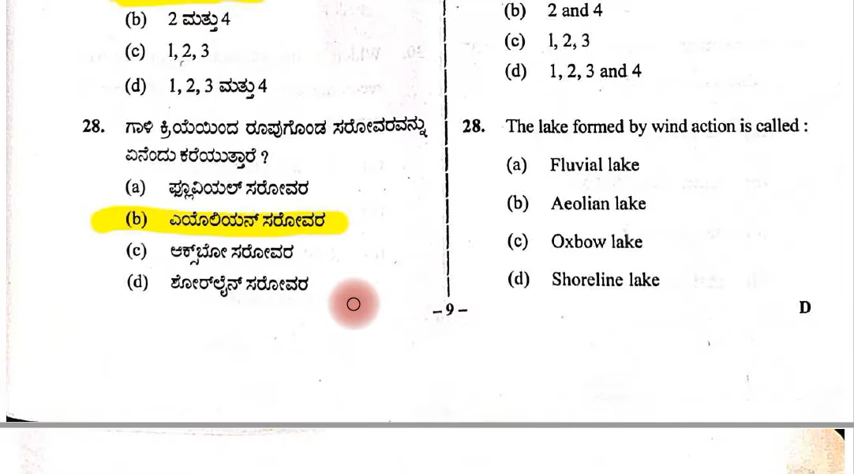 (b) 2 ಮತ್ತು 4
(c) 1, 2, 3
(d) 1, 2, 3 ಮತ್ತು 4
28. ಗಾಳಿ ಕ್ರಿಯೆಯಿಂದ ರೂಪುಗೊಂಡ ಸರೋವರವನ್ನು
ಏನೆಂದು ಕರೆಯುತ್ತಾರೆ ?
(a) ಫ್ಲೂವಿಯಲ್ ಸರೋವರ
(b) ಎಯೊಲಿಯನ್ ಸರೋವರ
(c) ಆಕ್ಸ್‌ಬೋ ಸರೋವರ
(d) ಶೋರ್‌ಲೈನ್ ಸರೋವರ
(b) 2 and 4
(c) 1, 2, 3
(d) 1, 2, 3 and 4
28. The lake formed by wind action is called :
(a) Fluvial lake
(b) Aeolian lake
(c) Oxbow lake
(d) Shoreline lake
– 9 –
D